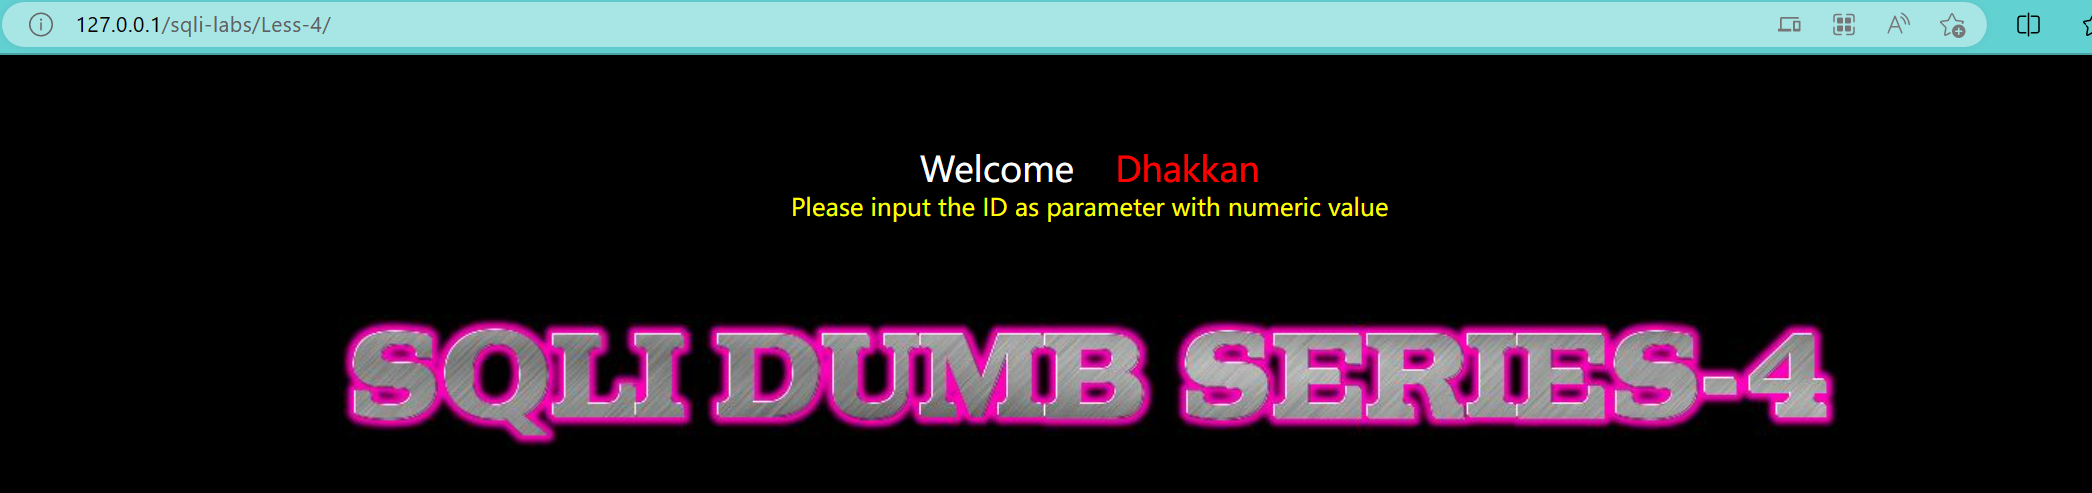 127.0.0.1/sqli-labs/Less-4/
Welcome Dhakkan
Please input the ID as parameter with numeric value
SQLI DUMB SERIES-4